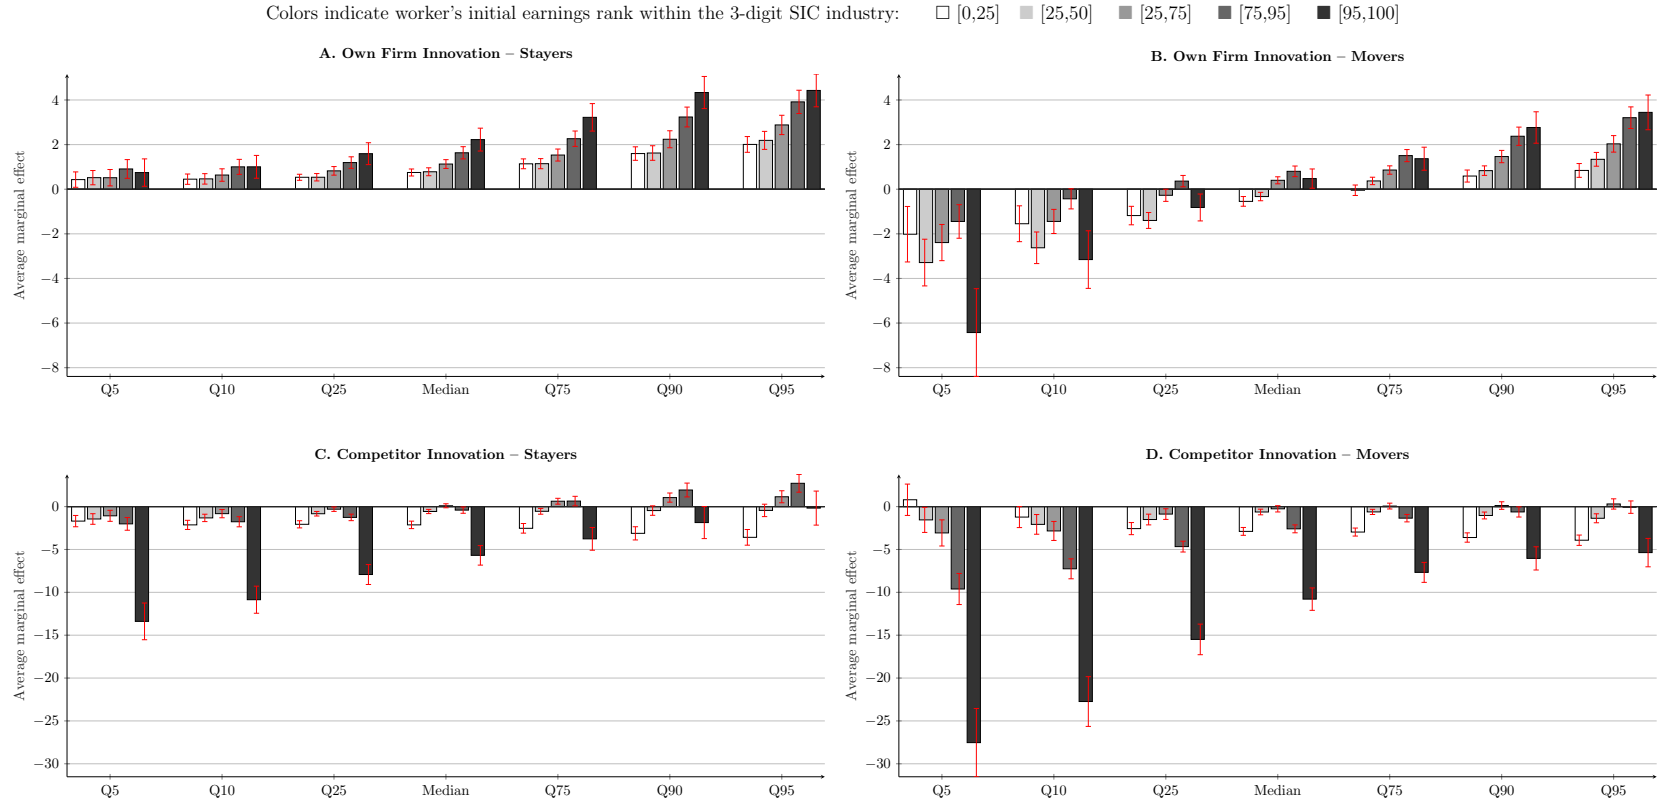 Colors indicate worker's initial earnings rank within the 3-digit SIC industry: [0,25] [25,50] [25,75] [75,95] [95,100]
A. Own Firm Innovation – Stayers
Average marginal effect
4
2
0
−2
−4
−6
−8
Q5 Q10 Q25 Median Q75 Q90 Q95
B. Own Firm Innovation – Movers
Average marginal effect
4
2
0
−2
−4
−6
−8
Q5 Q10 Q25 Median Q75 Q90 Q95
C. Competitor Innovation – Stayers
Average marginal effect
0
−5
−10
−15
−20
−25
−30
Q5 Q10 Q25 Median Q75 Q90 Q95
D. Competitor Innovation – Movers
Average marginal effect
0
−5
−10
−15
−20
−25
−30
Q5 Q10 Q25 Median Q75 Q90 Q95